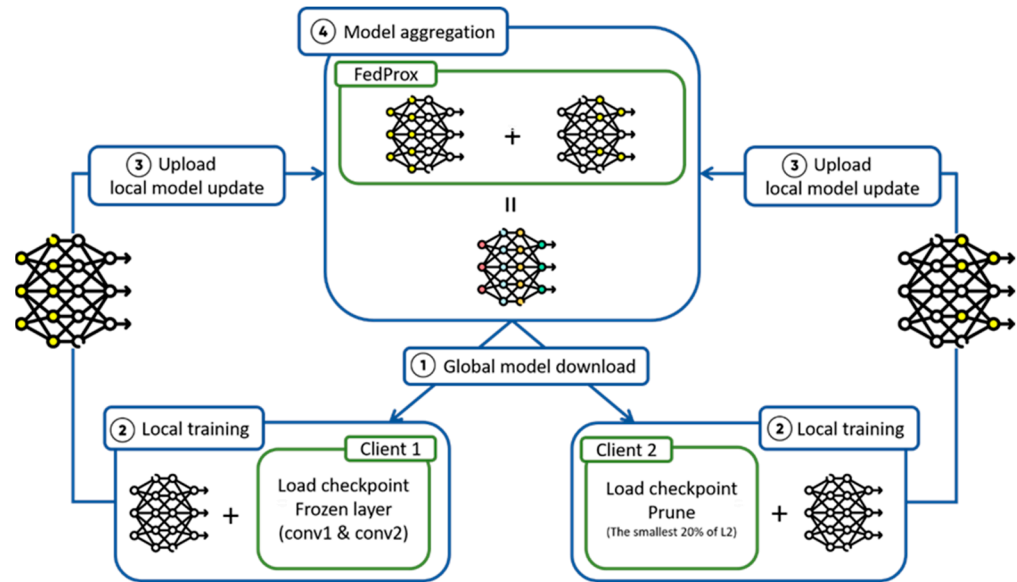 ④ Model aggregation
FedProx
+
=
③ Upload
local model update
③ Upload
local model update
① Global model download
② Local training
Client 1
Load checkpoint
Frozen layer
(conv1 & conv2)
+
② Local training
Client 2
Load checkpoint
Prune
(The smallest 20% of L2)
+